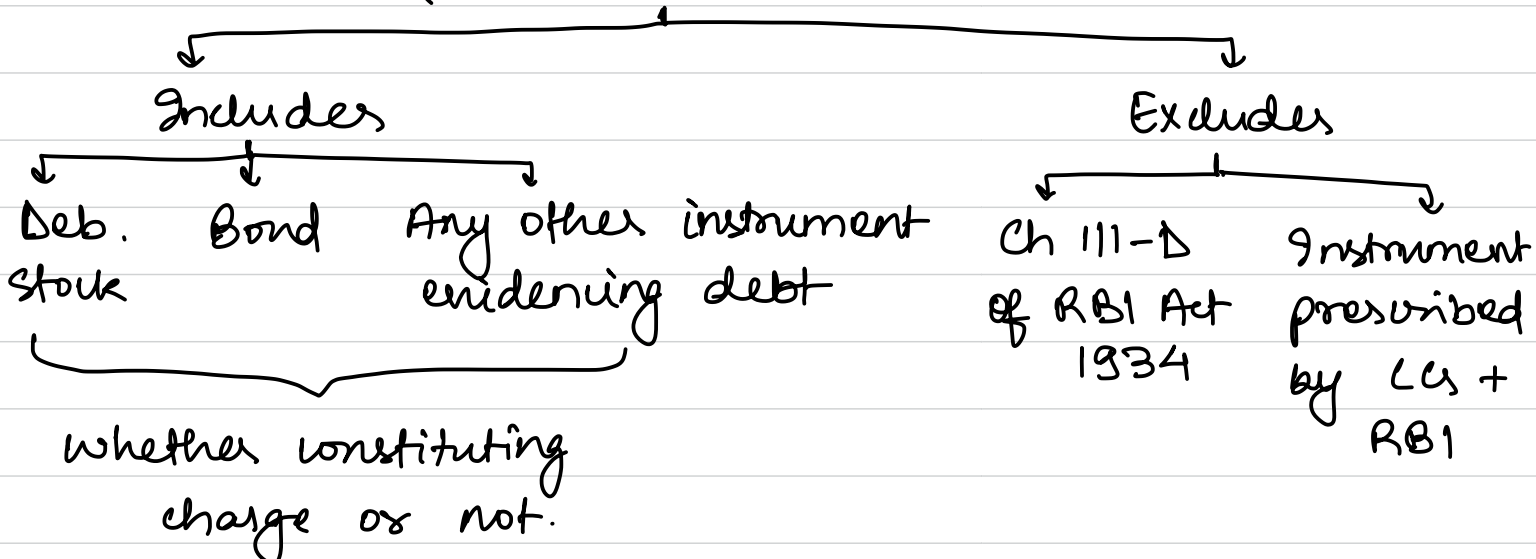 Includes
Excludes
Deb. Bond Any other instrument
stock evidencing debt
Ch III-D Instrument
of RBI Act prescribed
1934 by CG +
RBI
whether constituting
charge or not.